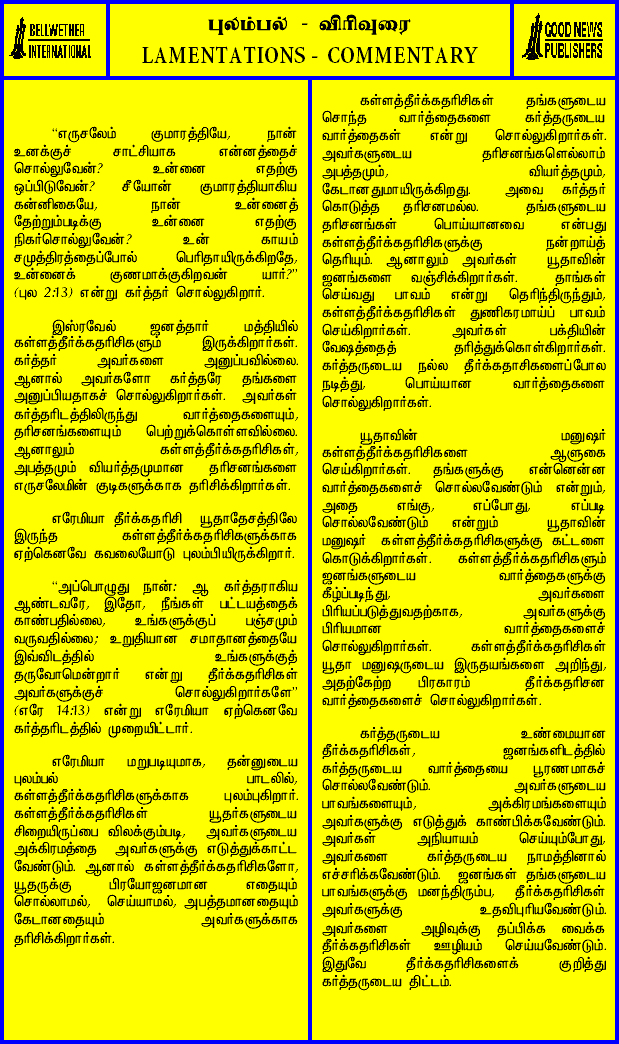 BELLWETHER
INTERNATIONAL
புலம்பல் - விரிவுரை
LAMENTATIONS - COMMENTARY
GOOD NEWS
PUBLISHERS
“எருசலேம் குமாரத்தியே, நான்
உனக்குச் சாட்சியாக என்னத்தைச்
சொல்லுவேன்? உன்னை எதற்கு
ஒப்பிடுவேன்? சீயோன் குமாரத்தியாகிய
கன்னிகையே, நான் உன்னைத்
தேற்றும்படிக்கு உன்னை எதற்கு
நிகர்சொல்லுவேன்? உன் காயம்
சமுத்திரத்தைப்போல் பெரிதாயிருக்கிறதே,
உன்னைக் குணமாக்குகிறவன் யார்?”
(புல 2:13) என்று கர்த்தர் சொல்லுகிறார்.
இஸ்ரவேல் ஜனத்தார் மத்தியில்
கள்ளத்தீர்க்கதரிசிகளும் இருக்கிறார்கள்.
கர்த்தர் அவர்களை அனுப்பவில்லை.
ஆனால் அவர்களோ கர்த்தரே தங்களை
அனுப்பியதாகச் சொல்லுகிறார்கள். அவர்கள்
கர்த்தரிடத்திலிருந்து வார்த்தைகளையும்,
தரிசனங்களையும் பெற்றுக்கொள்ளவில்லை.
ஆனாலும் கள்ளத்தீர்க்கதரிசிகள்,
அபத்தமும் வியர்த்தமுமான தரிசனங்களை
எருசலேமின் குடிகளுக்காக தரிசிக்கிறார்கள்.
எரேமியா தீர்க்கதரிசி யூதாதேசத்திலே
இருந்த கள்ளத்தீர்க்கதரிசிகளுக்காக
ஏற்கெனவே கவலையோடு புலம்பியிருக்கிறார்.
“அப்பொழுது நான்: ஆ கர்த்தராகிய
ஆண்டவரே, இதோ, நீங்கள் பட்டயத்தைக்
காண்பதில்லை, உங்களுக்குப் பஞ்சமும்
வருவதில்லை; உறுதியான சமாதானத்தையே
இவ்விடத்தில் உங்களுக்குத்
தருவோமென்றார் என்று தீர்க்கதரிசிகள்
அவர்களுக்குச் சொல்லுகிறார்களே”
(எரே 14:13) என்று எரேமியா ஏற்கெனவே
கர்த்தரிடத்தில் முறையிட்டார்.
எரேமியா மறுபடியுமாக, தன்னுடைய
புலம்பல் பாடலில்,
கள்ளத்தீர்க்கதரிசிகளுக்காக புலம்புகிறார்.
கள்ளத்தீர்க்கதரிசிகள் யூதர்களுடைய
சிறையிருப்பை விலக்கும்படி, அவர்களுடைய
அக்கிரமத்தை அவர்களுக்கு எடுத்துக்காட்ட
வேண்டும். ஆனால் கள்ளத்தீர்க்கதரிசிகளோ,
யூதருக்கு பிரயோஜனமான எதையும்
சொல்லாமல், செய்யாமல், அபத்தமானதையும்
கேடானதையும் அவர்களுக்காக
தரிசிக்கிறார்கள்.
கள்ளத்தீர்க்கதரிசிகள் தங்களுடைய
சொந்த வார்த்தைகளை கர்த்தருடைய
வார்த்தைகள் என்று சொல்லுகிறார்கள்.
அவர்களுடைய தரிசனங்களெல்லாம்
அபத்தமும், வியர்த்தமும்,
கேடானதுமாயிருக்கிறது. அவை கர்த்தர்
கொடுத்த தரிசனமல்ல. தங்களுடைய
தரிசனங்கள் பொய்யானவை என்பது
கள்ளத்தீர்க்கதரிசிகளுக்கு நன்றாய்த்
தெரியும். ஆனாலும் அவர்கள் யூதாவின்
ஜனங்களை வஞ்சிக்கிறார்கள். தாங்கள்
செய்வது பாவம் என்று தெரிந்திருந்தும்,
கள்ளத்தீர்க்கதரிசிகள் துணிகரமாய்ப் பாவம்
செய்கிறார்கள். அவர்கள் பக்தியின்
வேஷத்தைத் தரித்துக்கொள்கிறார்கள்.
கர்த்தருடைய நல்ல தீர்க்கதாசிகளைப்போல
நடித்து, பொய்யான வார்த்தைகளை
சொல்லுகிறார்கள்.
யூதாவின் மனுஷர்
கள்ளத்தீர்க்கதரிசிகளை ஆளுகை
செய்கிறார்கள். தங்களுக்கு என்னென்ன
வார்த்தைகளைச் சொல்லவேண்டும் என்றும்,
அதை எங்கு, எப்போது, எப்படி
சொல்லவேண்டும் என்றும் யூதாவின்
மனுஷர் கள்ளத்தீர்க்கதரிசிகளுக்கு கட்டளை
கொடுக்கிறார்கள். கள்ளத்தீர்க்கதரிசிகளும்
ஜனங்களுடைய வார்த்தைகளுக்கு
கீழ்ப்படிந்து, அவர்களை
பிரியப்படுத்துவதற்காக, அவர்களுக்கு
பிரியமான வார்த்தைகளைச்
சொல்லுகிறார்கள். கள்ளத்தீர்க்கதரிசிகள்
யூதா மனுஷருடைய இருதயங்களை அறிந்து,
அதற்கேற்ற பிரகாரம் தீர்க்கதரிசன
வார்த்தைகளைச் சொல்லுகிறார்கள்.
கர்த்தருடைய உண்மையான
தீர்க்கதரிசிகள், ஜனங்களிடத்தில்
கர்த்தருடைய வார்த்தையை பூரணமாகச்
சொல்லவேண்டும். அவர்களுடைய
பாவங்களையும், அக்கிரமங்களையும்
அவர்களுக்கு எடுத்துக் காண்பிக்கவேண்டும்.
அவர்கள் அநியாயம் செய்யும்போது,
அவர்களை கர்த்தருடைய நாமத்தினால்
எச்சரிக்கவேண்டும். ஜனங்கள் தங்களுடைய
பாவங்களுக்கு மனந்திரும்ப, தீர்க்கதரிசிகள்
அவர்களுக்கு உதவிபுரியவேண்டும்.
அவர்களை அழிவுக்கு தப்பிக்க வைக்க
தீர்க்கதரிசிகள் ஊழியம் செய்யவேண்டும்.
இதுவே தீர்க்கதரிசிகளைக் குறித்து
கர்த்தருடைய திட்டம்.